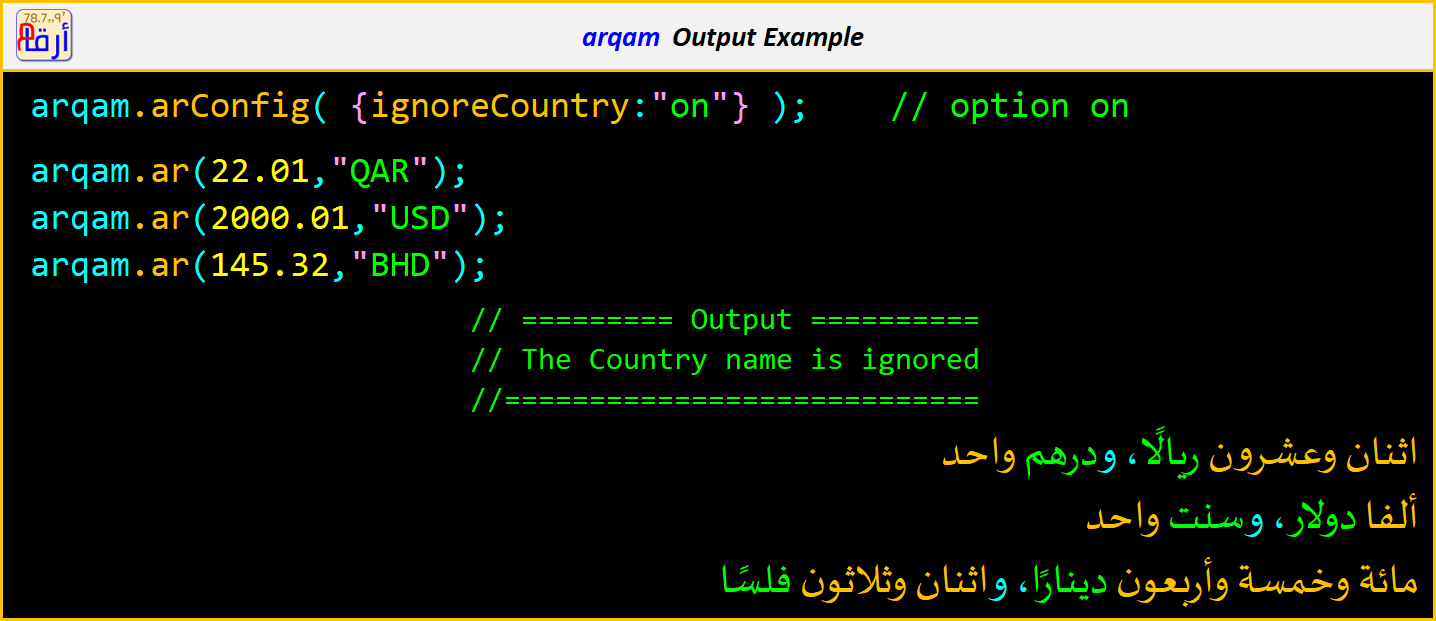 78.7,,٩٢
أرقام
arqam Output Example
arqam.arConfig( {ignoreCountry:"on"} );    // option on
arqam.ar(22.01,"QAR");
arqam.ar(2000.01,"USD");
arqam.ar(145.32,"BHD");
// ========= Output ==========
// The Country name is ignored
//============================
اثنان وعشرون ريالًا، ودرهم واحد
ألفا دولار، وسنت واحد
مائة وخمسة وأربعون دينارًا، واثنان وثلاثون فلسًا